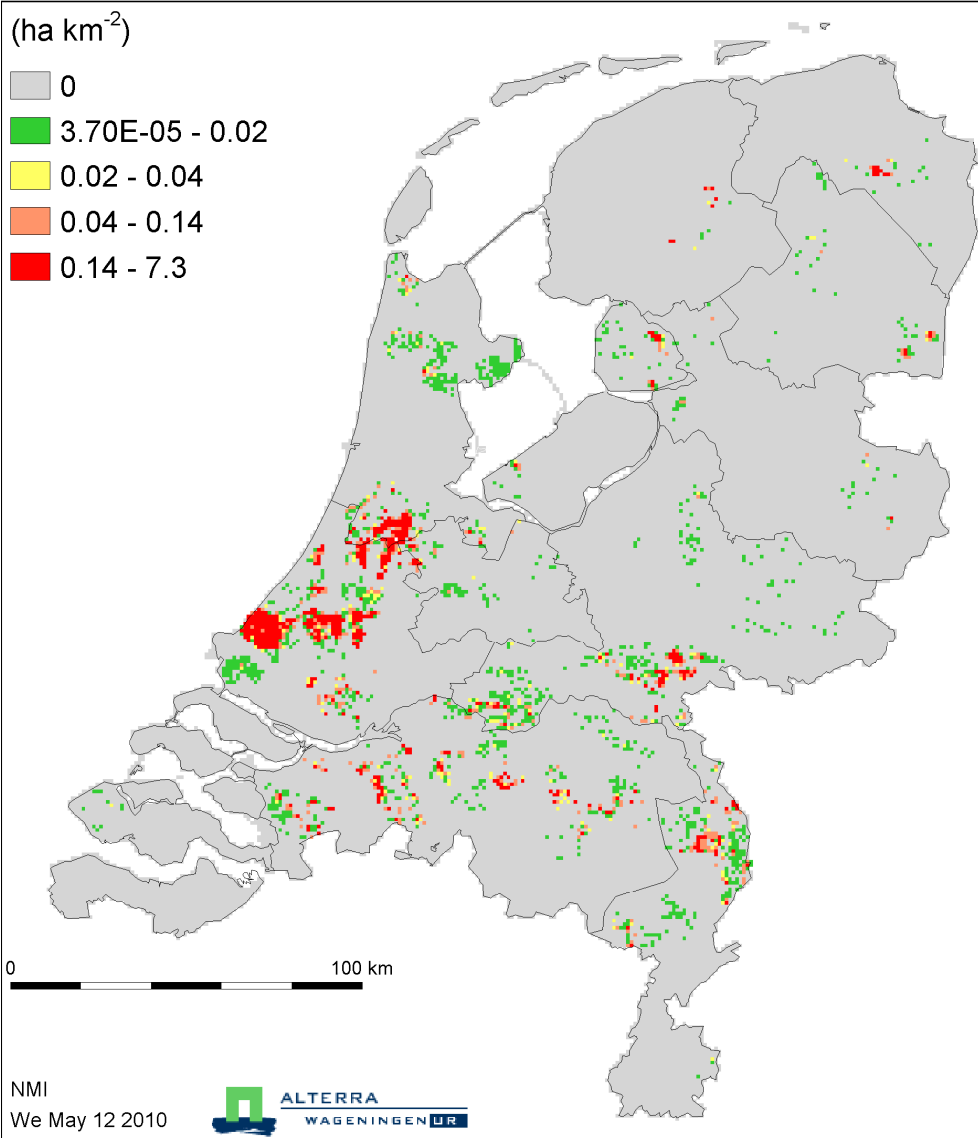 (ha km-2)
0
3.70E-05 - 0.02
0.02 - 0.04
0.04 - 0.14
0.14 - 7.3
0 100 km
NMI
We May 12 2010
ALTERRA
WAGENINGEN UR